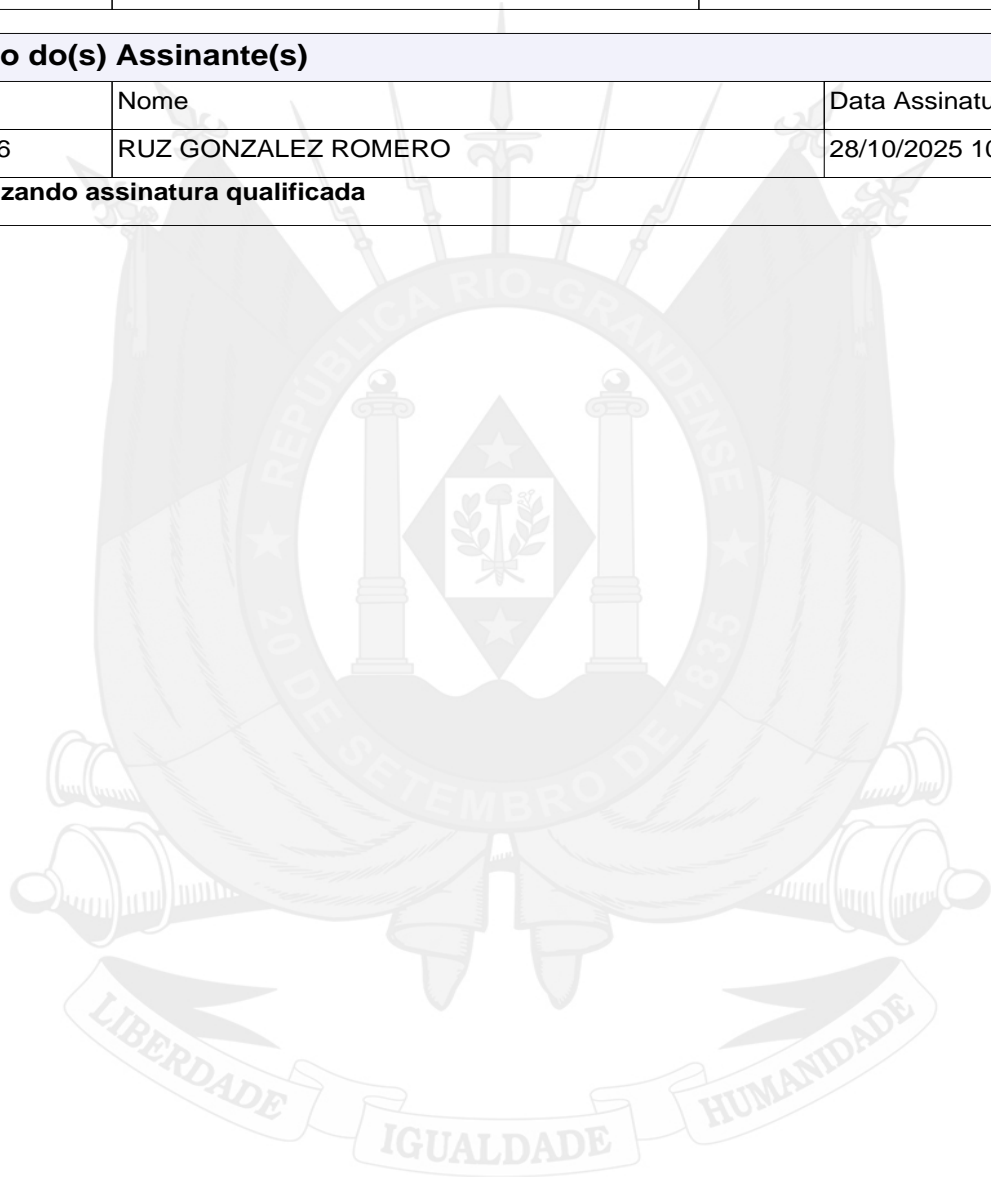 o do(s) Assinante(s)
Nome Data Assinatu
6 RUZ GONZALEZ ROMERO 28/10/2025 10
zando assinatura qualificada
REPÚBLICA RIO-GRANDENSE
20 DE SETEMBRO DE 1835
LIBERDADE IGUALDADE HUMANIDADE